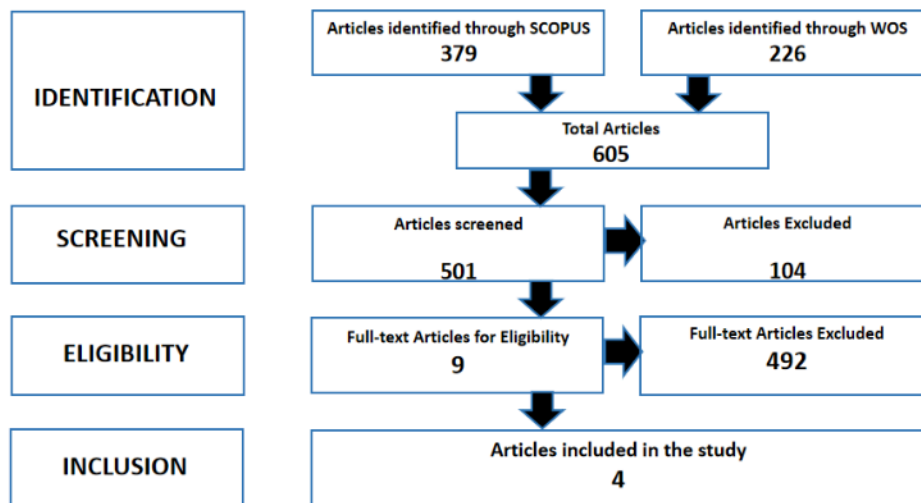 IDENTIFICATION
Articles identified through SCOPUS
379
Articles identified through WOS
226
Total Articles
605
SCREENING
Articles screened
501
Articles Excluded
104
ELIGIBILITY
Full-text Articles for Eligibility
9
Full-text Articles Excluded
492
INCLUSION
Articles included in the study
4